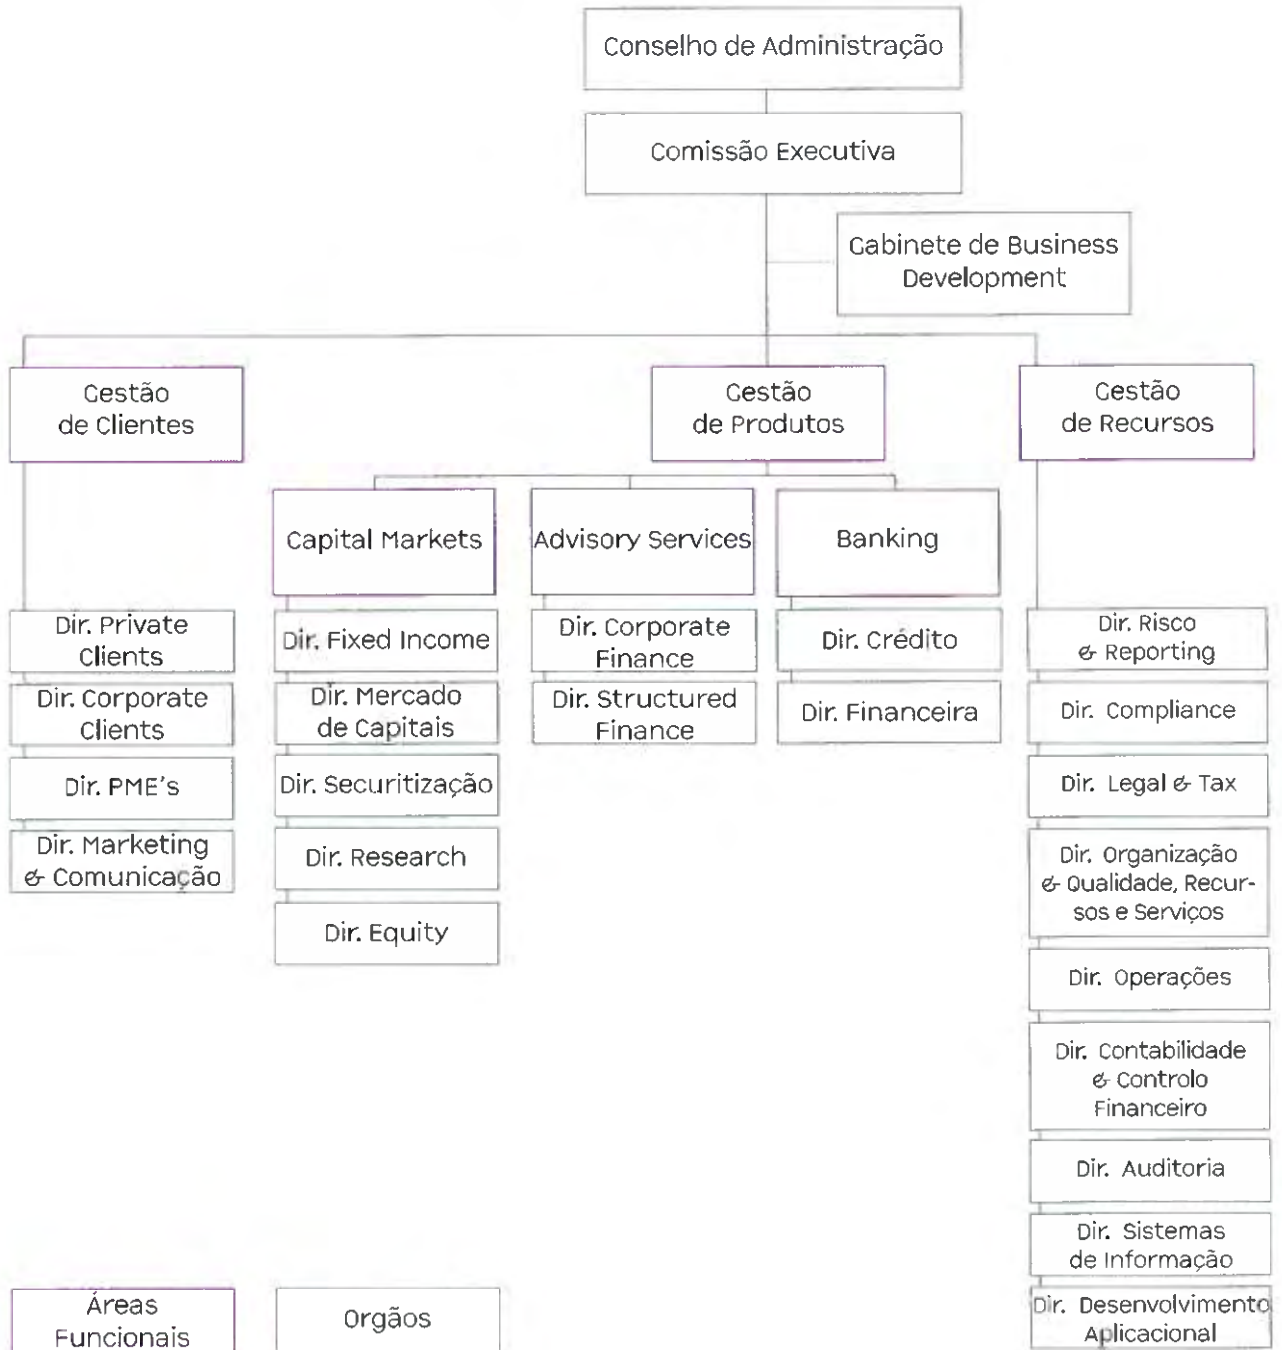 Conselho de Administração
Comissão Executiva
Gabinete de Business
Development
Gestão
de Clientes
Gestão
de Produtos
Gestão
de Recursos
Capital Markets
Advisory Services
Banking
Dir. Private
Clients
Dir. Corporate
Clients
Dir. PME's
Dir. Marketing
& Comunicação
Dir. Fixed Income
Dir. Mercado
de Capitais
Dir. Securitização
Dir. Research
Dir. Equity
Dir. Corporate
Finance
Dir. Structured
Finance
Dir. Crédito
Dir. Financeira
Dir. Risco
& Reporting
Dir. Compliance
Dir. Legal & Tax
Dir. Organização
& Qualidade, Recur-
sos e Serviços
Dir. Operações
Dir. Contabilidade
& Controlo
Financeiro
Dir. Auditoria
Dir. Sistemas
de Informação
Dir. Desenvolvimento
Aplicacional
Áreas
Funcionais
Orgãos